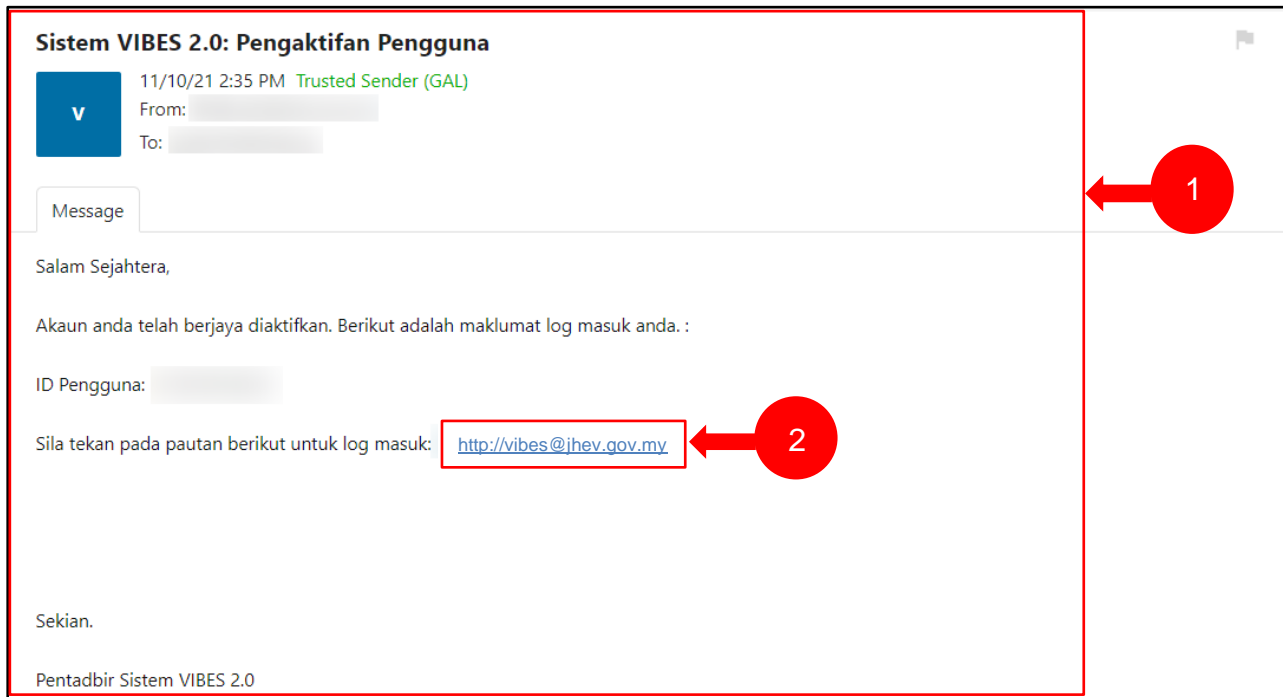 Sistem VIBES 2.0: Pengaktifan Pengguna
V
11/10/21 2:35 PM Trusted Sender (GAL)
From:
To:
1
Message
Salam Sejahtera,
Akaun anda telah berjaya diaktifkan. Berikut adalah maklumat log masuk anda. :
ID Pengguna:
Sila tekan pada pautan berikut untuk log masuk: http://vibes@jhev.gov.my
2
Sekian.
Pentadbir Sistem VIBES 2.0